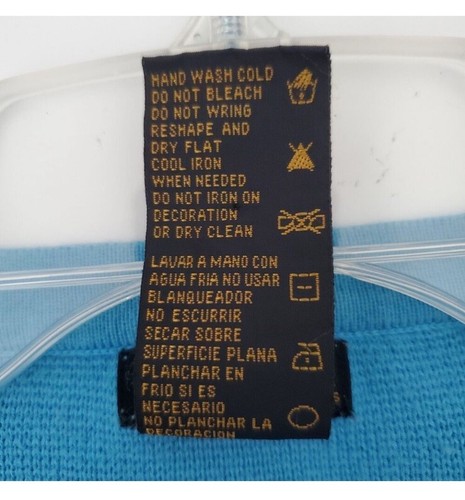 HAND WASH COLD
DO NOT BLEACH
DO NOT WRING
RESHAPE AND
DRY FLAT
COOL IRON
WHEN NEEDED
DO NOT IRON ON
DECORATION
OR DRY CLEAN
LAVAR A MANO CON
AGUA FRIA NO USAR
BLANQUEADOR
NO ESCURRIR
SECAR SOBRE
SUPERFICIE PLANA
PLANCHAR EN
FRIO SI ES
NECESARIO
NO PLANCHAR LA
DECORACION
S